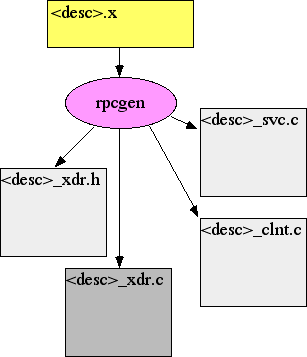 <desc>.x
rpcgen
<desc>_svc.c
<desc>_xdr.h
<desc>_clnt.c
<desc>_xdr.c